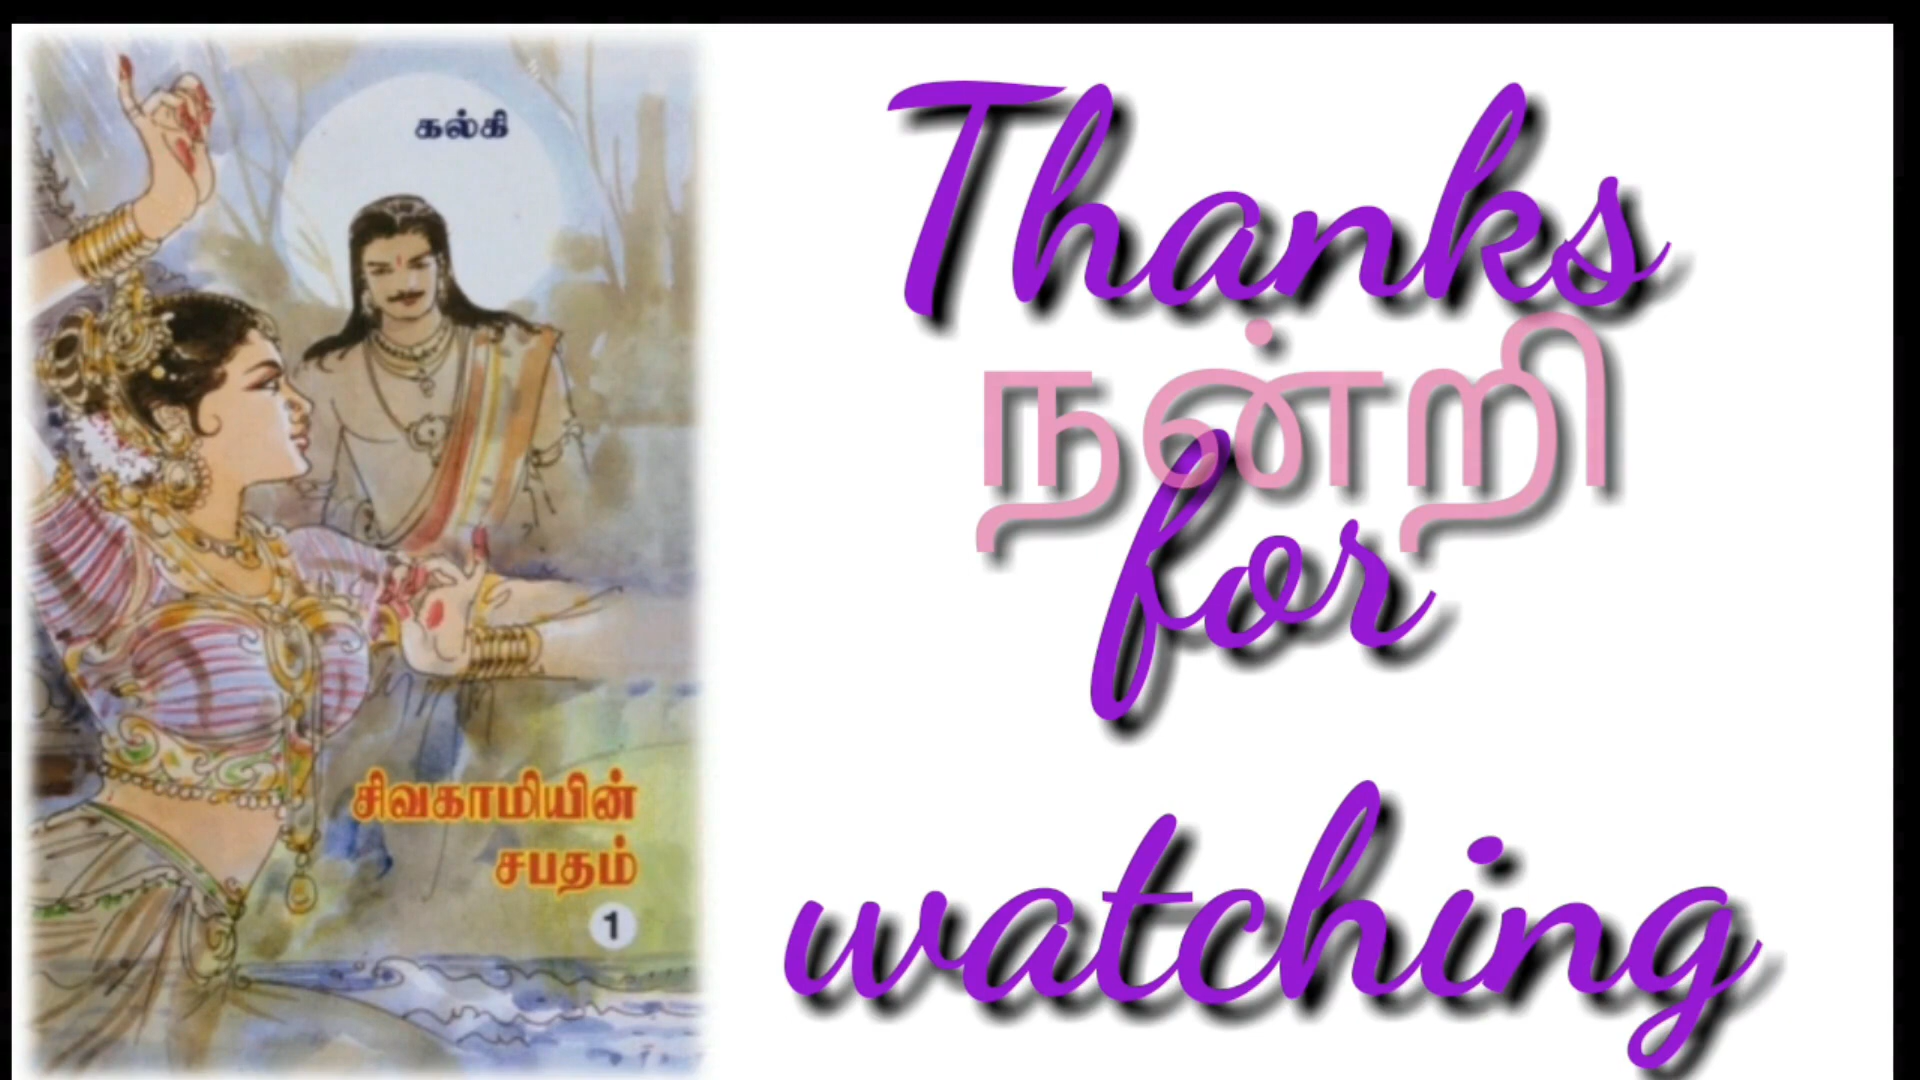 கல்கி
சிவகாமியின்
சபதம்
1
Thanks
நன்றி
for
watching